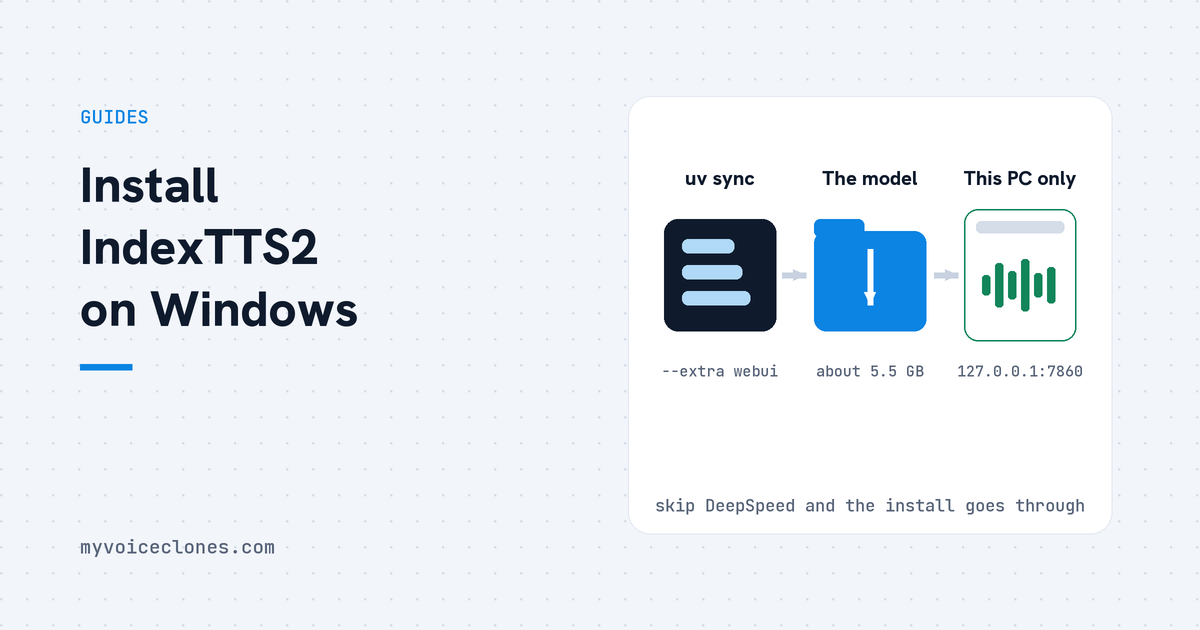 GUIDES
Install
IndexTTS2
on Windows
myvoiceclones.com
uv sync
The model
This PC only
--extra webui
about 5.5 GB
127.0.0.1:7860
skip DeepSpeed and the install goes through